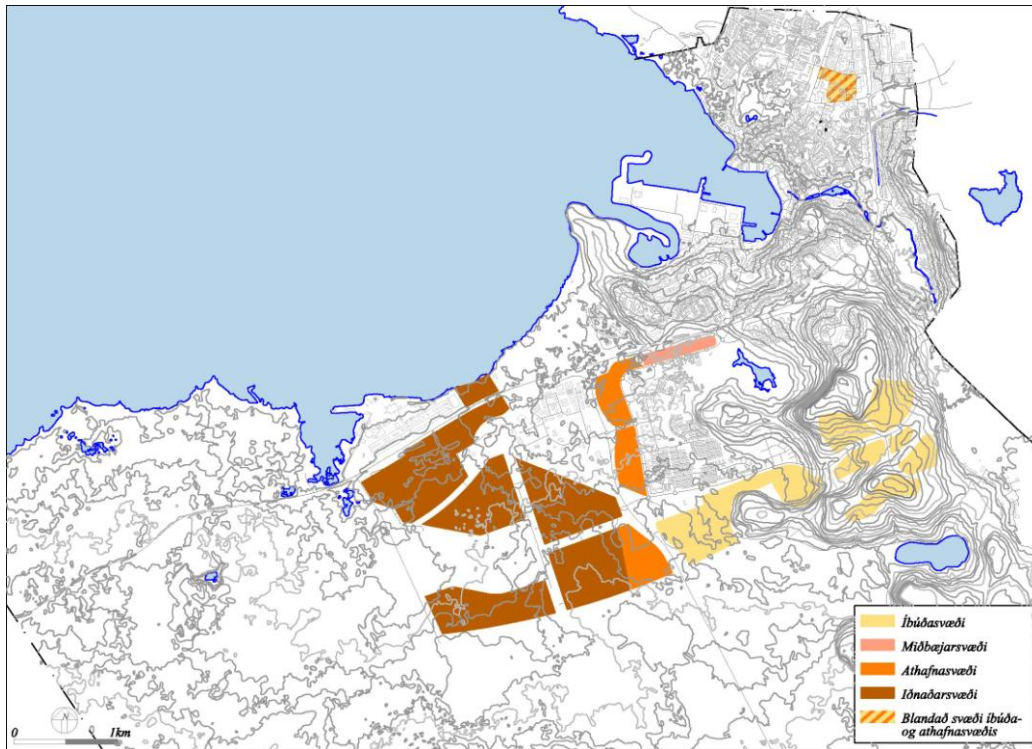 Íbúðasvæði
Miðbæjarsvæði
Athafnasvæði
Iðnaðarsvæði
Blandað svæði íbúða-
og athafnasvæðis
N
0 1km